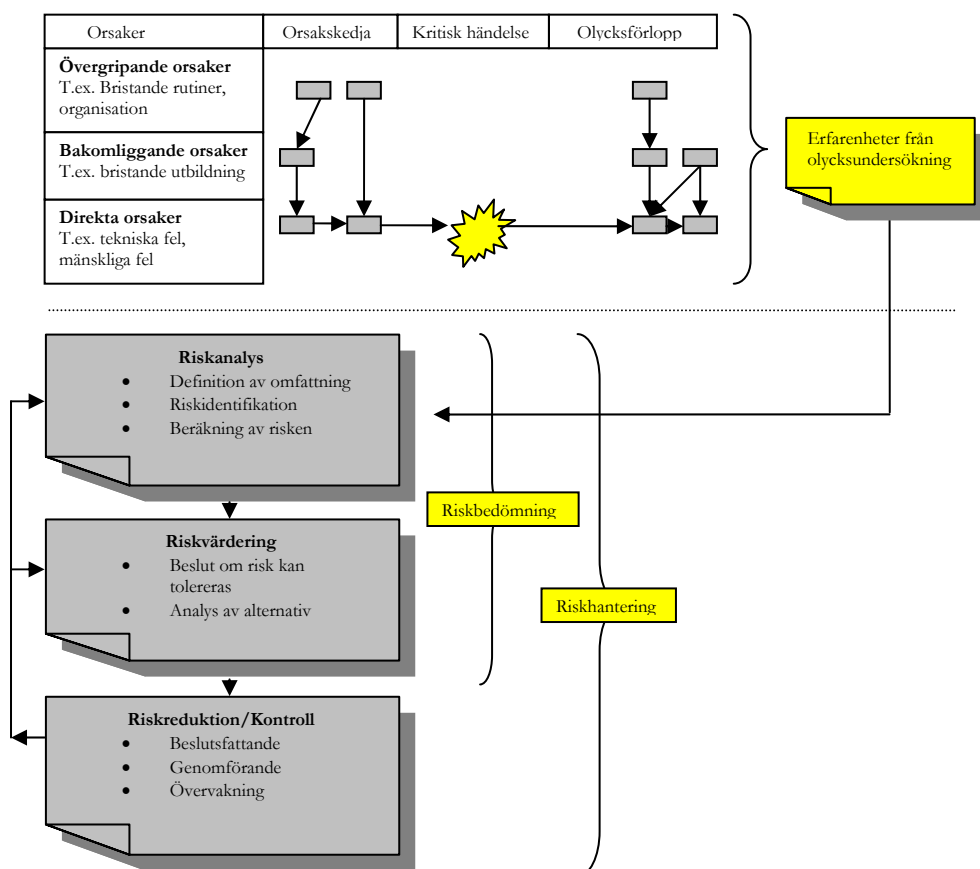 Orsaker
Orsakskedja
Kritisk händelse
Olycksförlopp
Övergripande orsaker
T.ex. Bristande rutiner,
organisation
Bakomliggande orsaker
T.ex. bristande utbildning
Direkta orsaker
T.ex. tekniska fel,
mänskliga fel
Erfarenheter från
olycksundersökning
Riskanalys
• Definition av omfattning
• Riskidentifikation
• Beräkning av risken
Riskbedömning
Riskvärdering
• Beslut om risk kan
tolereras
• Analys av alternativ
Riskhantering
Riskreduktion/Kontroll
• Beslutsfattande
• Genomförande
• Övervakning